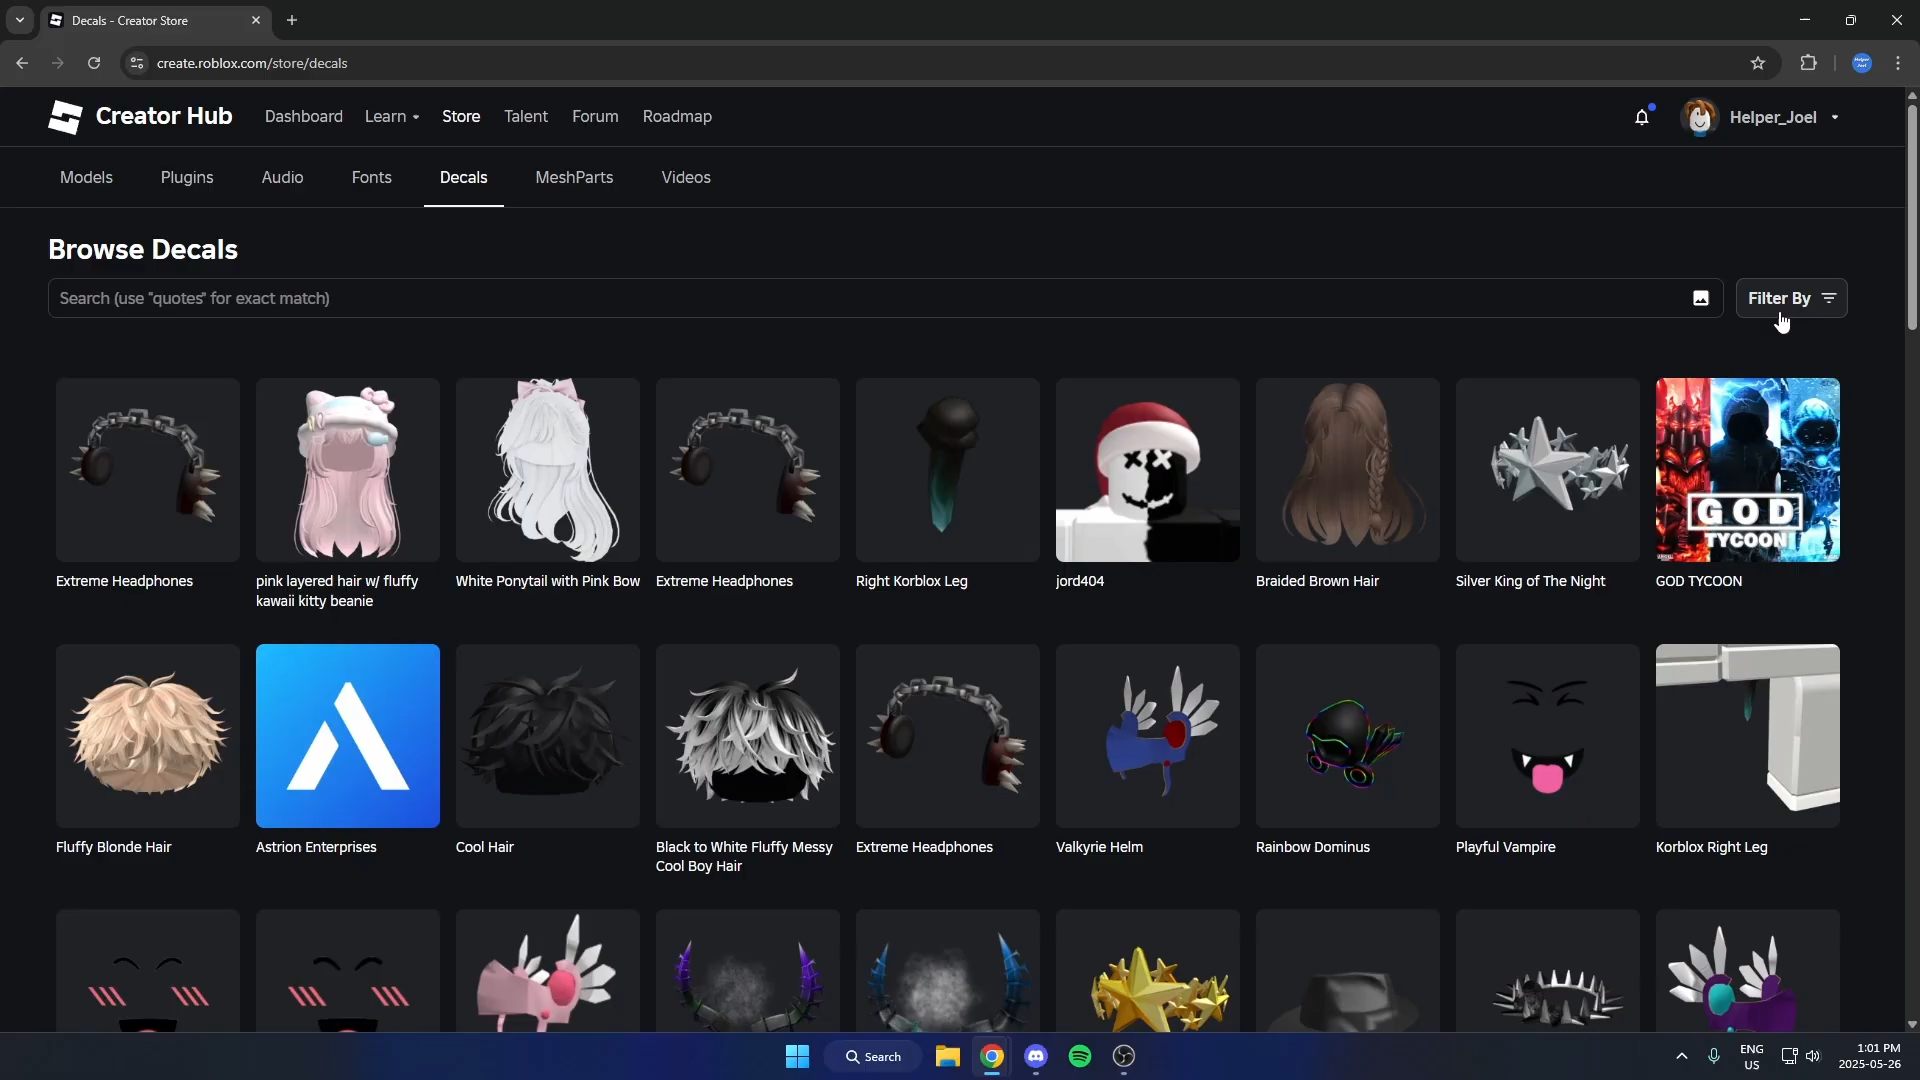 Decals - Creator Store
create.roblox.com/store/decals
Creator Hub
Dashboard
Learn
Store
Talent
Forum
Roadmap
Helper_Joel
Models
Plugins
Audio
Fonts
Decals
MeshParts
Videos
Browse Decals
Search (use "quotes" for exact match)
Filter By
GOD
TYCOON
Extreme Headphones
pink layered hair w/ fluffy
kawaii kitty beanie
White Ponytail with Pink Bow
Extreme Headphones
Right Korblox Leg
jord404
Braided Brown Hair
Silver King of The Night
GOD TYCOON
Fluffy Blonde Hair
Astrion Enterprises
Cool Hair
Black to White Fluffy Messy
Cool Boy Hair
Extreme Headphones
Valkyrie Helm
Rainbow Dominus
Playful Vampire
Korblox Right Leg
Search
ENG
US
1:01 PM
2025-05-26